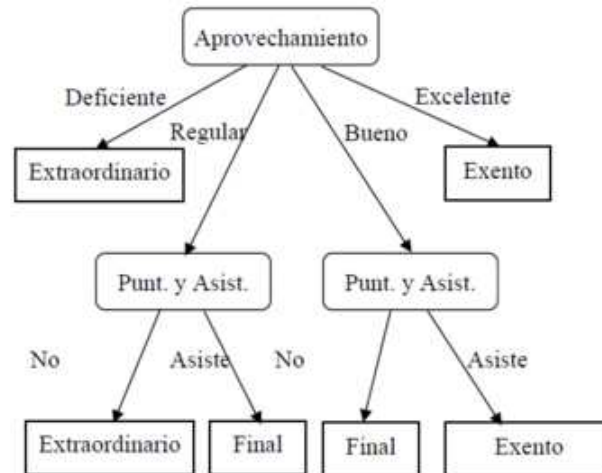 Aprovechamiento
Deficiente
Excelente
Regular
Bueno
Extraordinario
Exento
Punt. y Asist.
Punt. y Asist.
No
Asiste
No
Asiste
Extraordinario
Final
Final
Exento